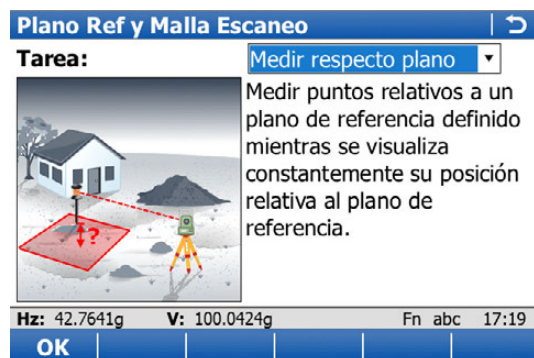 Plano Ref y Malla Escaneo
Tarea:
Medir respecto plano
Medir puntos relativos a un
plano de referencia definido
mientras se visualiza
constantemente su posición
relativa al plano de
referencia.
?
Hz: 42.7641g V: 100.0424g Fn abc 17:19
OK